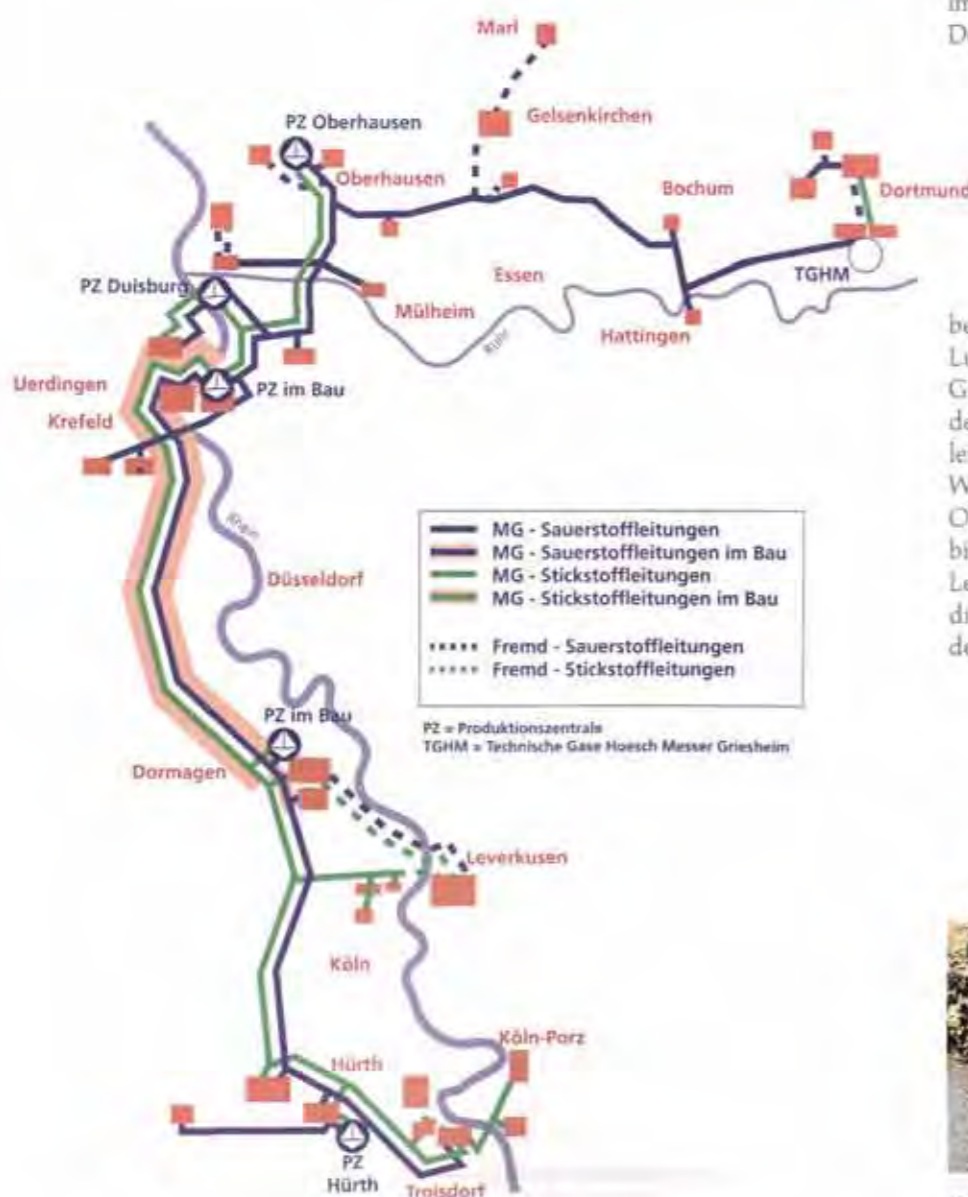 Marl
Gelsenkirchen
PZ Oberhausen
Oberhausen
Bochum
Dortmund
TGHM
Essen
PZ Duisburg
Mülheim
Ruhr
Hattingen
Uerdingen
PZ im Bau
Krefeld
Rhein
Düsseldorf
MG - Sauerstoffleitungen
MG - Sauerstoffleitungen im Bau
MG - Stickstoffleitungen
MG - Stickstoffleitungen im Bau
Fremd - Sauerstoffleitungen
Fremd - Stickstoffleitungen
PZ = Produktionszentrale
TGHM = Technische Gase Hoesch Messer Griesheim
PZ im Bau
Dormagen
Leverkusen
Köln
Köln-Porz
Hürth
PZ
Hürth
Troisdorf